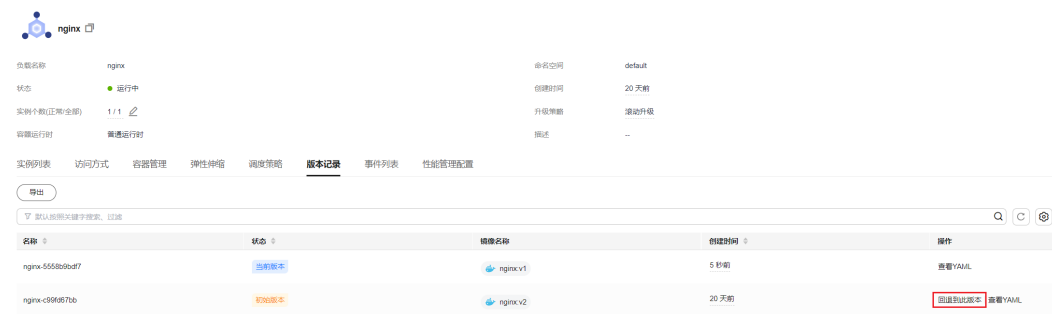 nginx
负载名称 nginx 命名空间 default
状态 运行中 创建时间 20 天前
实例个数(正常/全部) 1 / 1 升级策略 滚动升级
容器运行时 普通运行时 描述 --
实例列表 访问方式 容器管理 弹性伸缩 调度策略 版本记录 事件列表 性能管理配置
导出
默认按照关键字搜索、过滤
名称 状态 镜像名称 创建时间 操作
nginx-5558b9bdf7 当前版本 nginx:v1 5 秒前 查看YAML
nginx-c99fd67bb 初始版本 nginx:v2 20 天前 回退到此版本 查看YAML